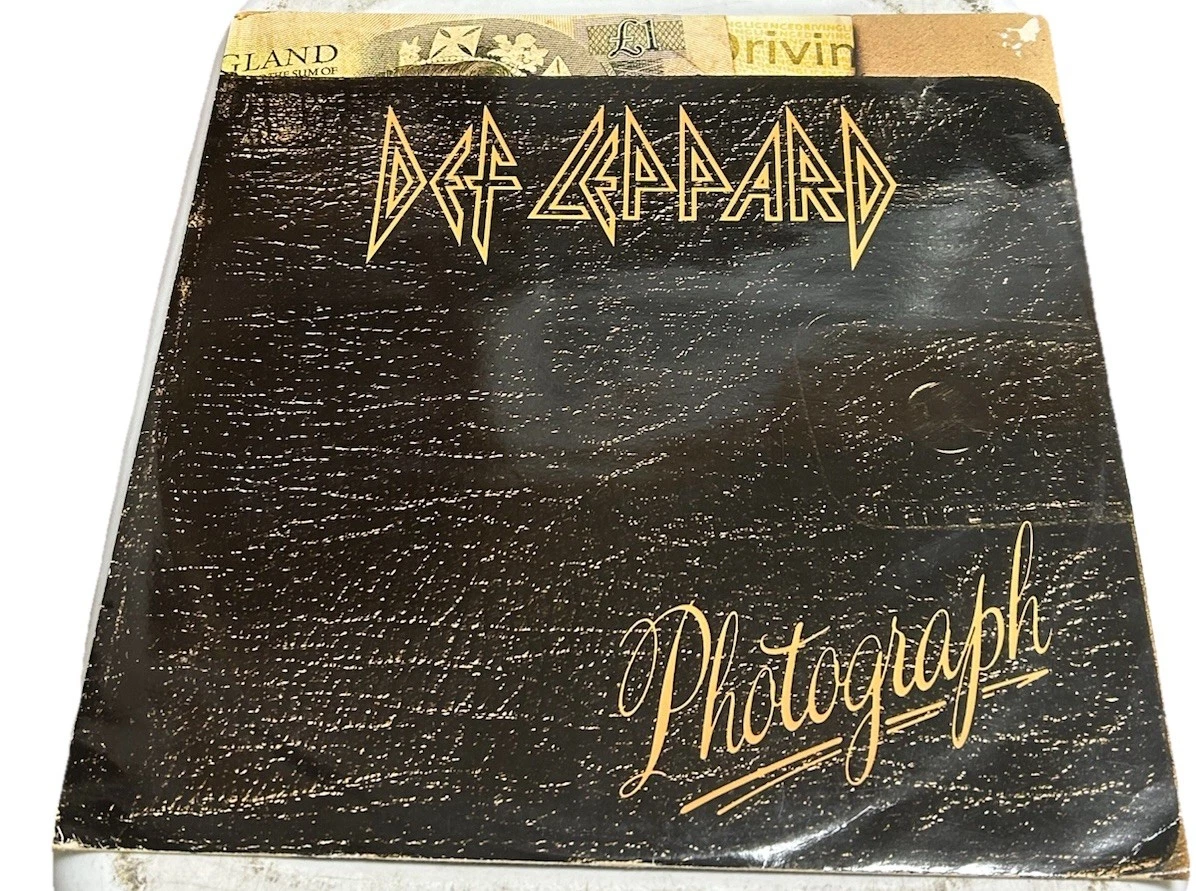 GLAND
THE SUM OF
£1
Drivin
DEF LEPPARD
Photograph